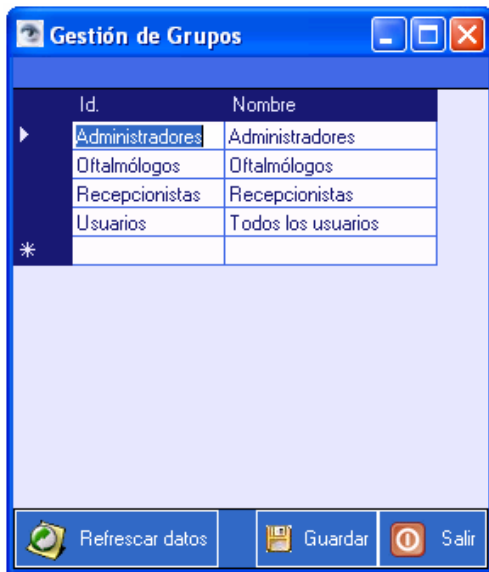 Gestión de Grupos
Id. Nombre
Administradores Administradores
Oftalmólogos Oftalmólogos
Recepcionistas Recepcionistas
Usuarios Todos los usuarios
Refrescar datos Guardar Salir